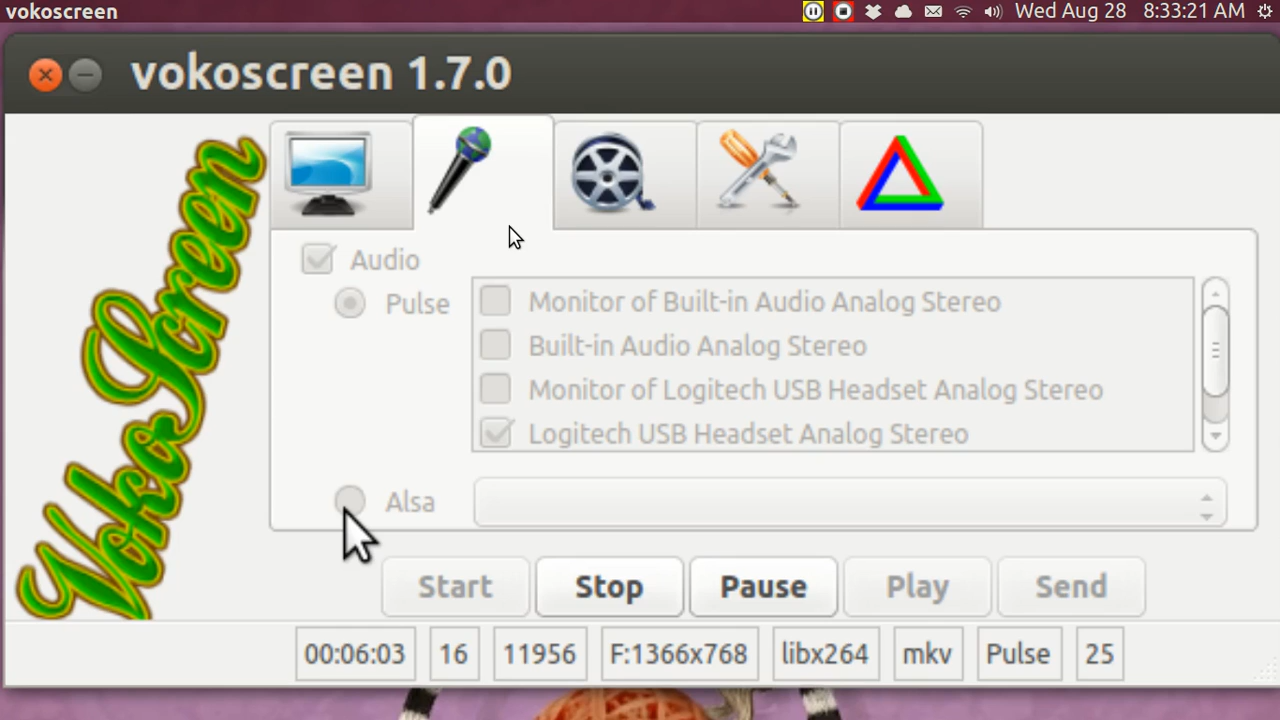 vokoscreen
Wed Aug 28 8:33:21 AM
vokoscreen 1.7.0
VokoScreen
Audio
Pulse
Monitor of Built-in Audio Analog Stereo
Built-in Audio Analog Stereo
Monitor of Logitech USB Headset Analog Stereo
Logitech USB Headset Analog Stereo
Alsa
Start Stop Pause Play Send
00:06:03 16 11956 F:1366x768 libx264 mkv Pulse 25